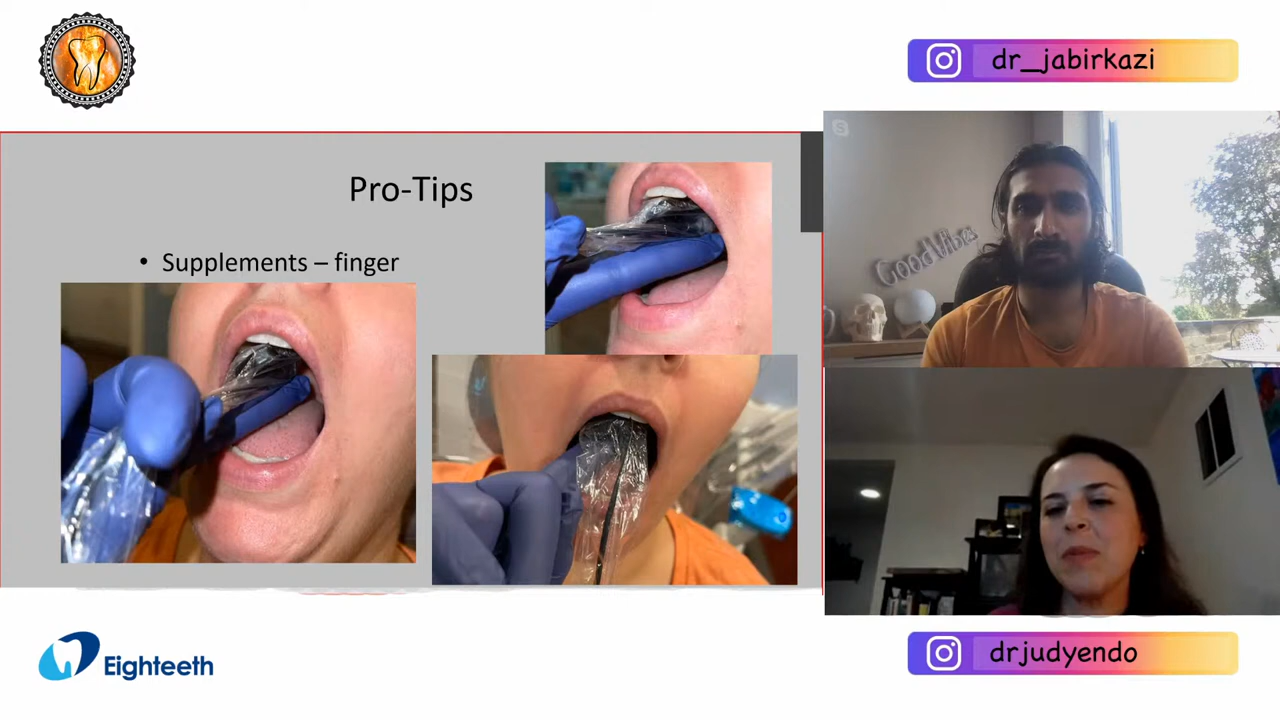 dr_jabirkazi
Pro-Tips
• Supplements – finger
Good Vibes
Eighteeth
drjudyendo